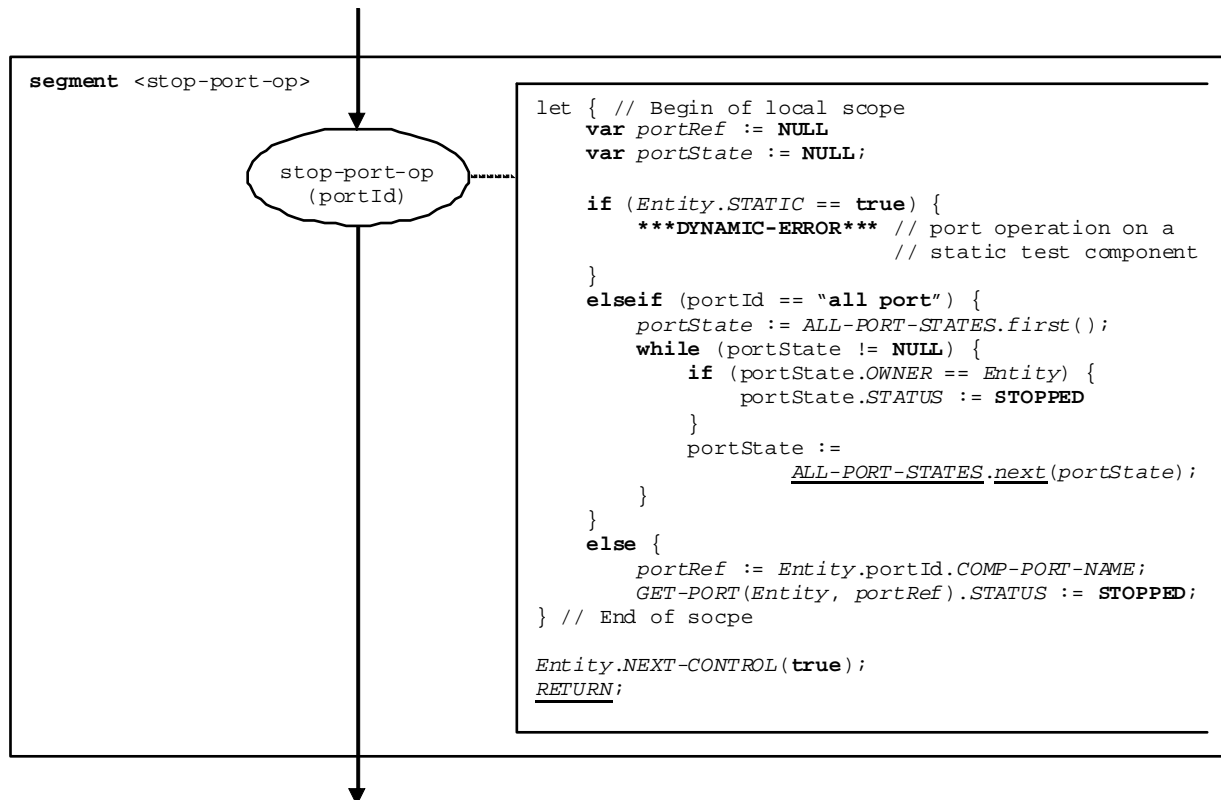 segment <stop-port-op>
stop-port-op
(portId)
let { // Begin of local scope
var portRef := NULL
var portState := NULL;
if (Entity.STATIC == true) {
***DYNAMIC-ERROR*** // port operation on a
// static test component
}
elseif (portId == “all port”) {
portState := ALL-PORT-STATES.first();
while (portState != NULL) {
if (portState.OWNER == Entity) {
portState.STATUS := STOPPED
}
portState :=
ALL-PORT-STATES.next(portState);
}
}
else {
portRef := Entity.portId.COMP-PORT-NAME;
GET-PORT(Entity, portRef).STATUS := STOPPED;
} // End of socpe
Entity.NEXT-CONTROL(true);
RETURN;